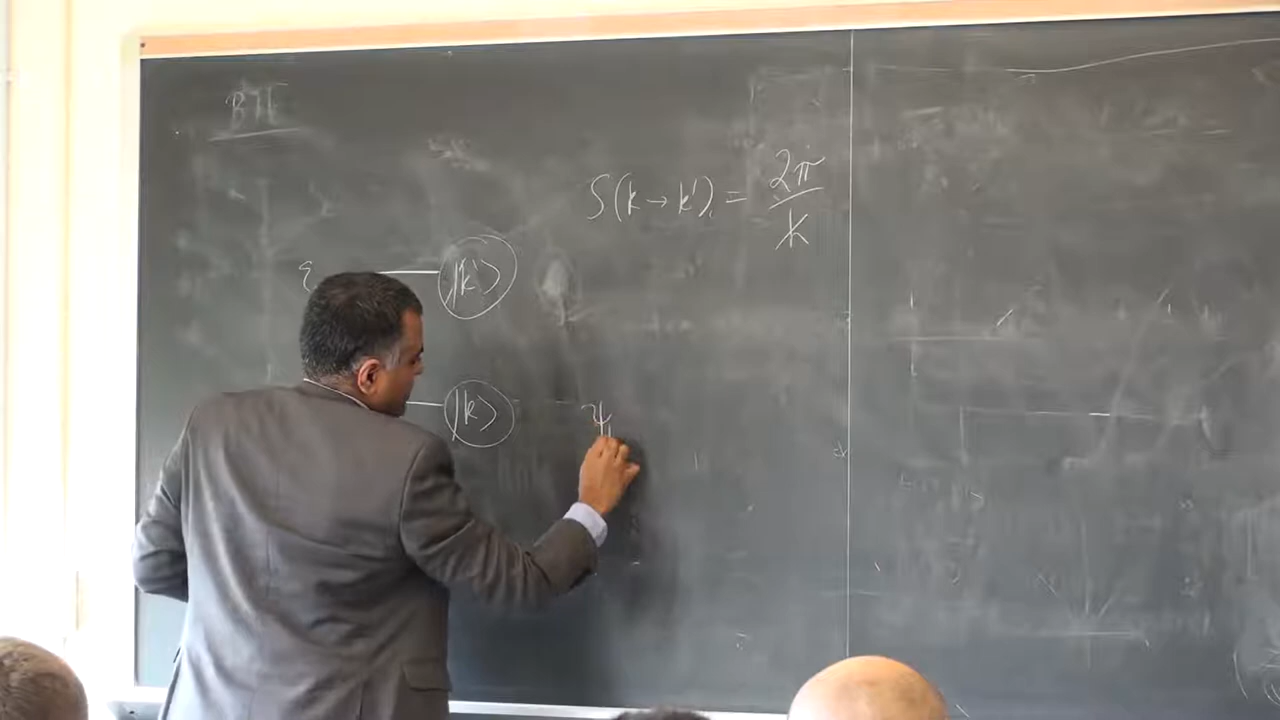 BTE
S(k → k') = 2π/ħ
ε |k'⟩
|k⟩ ψ